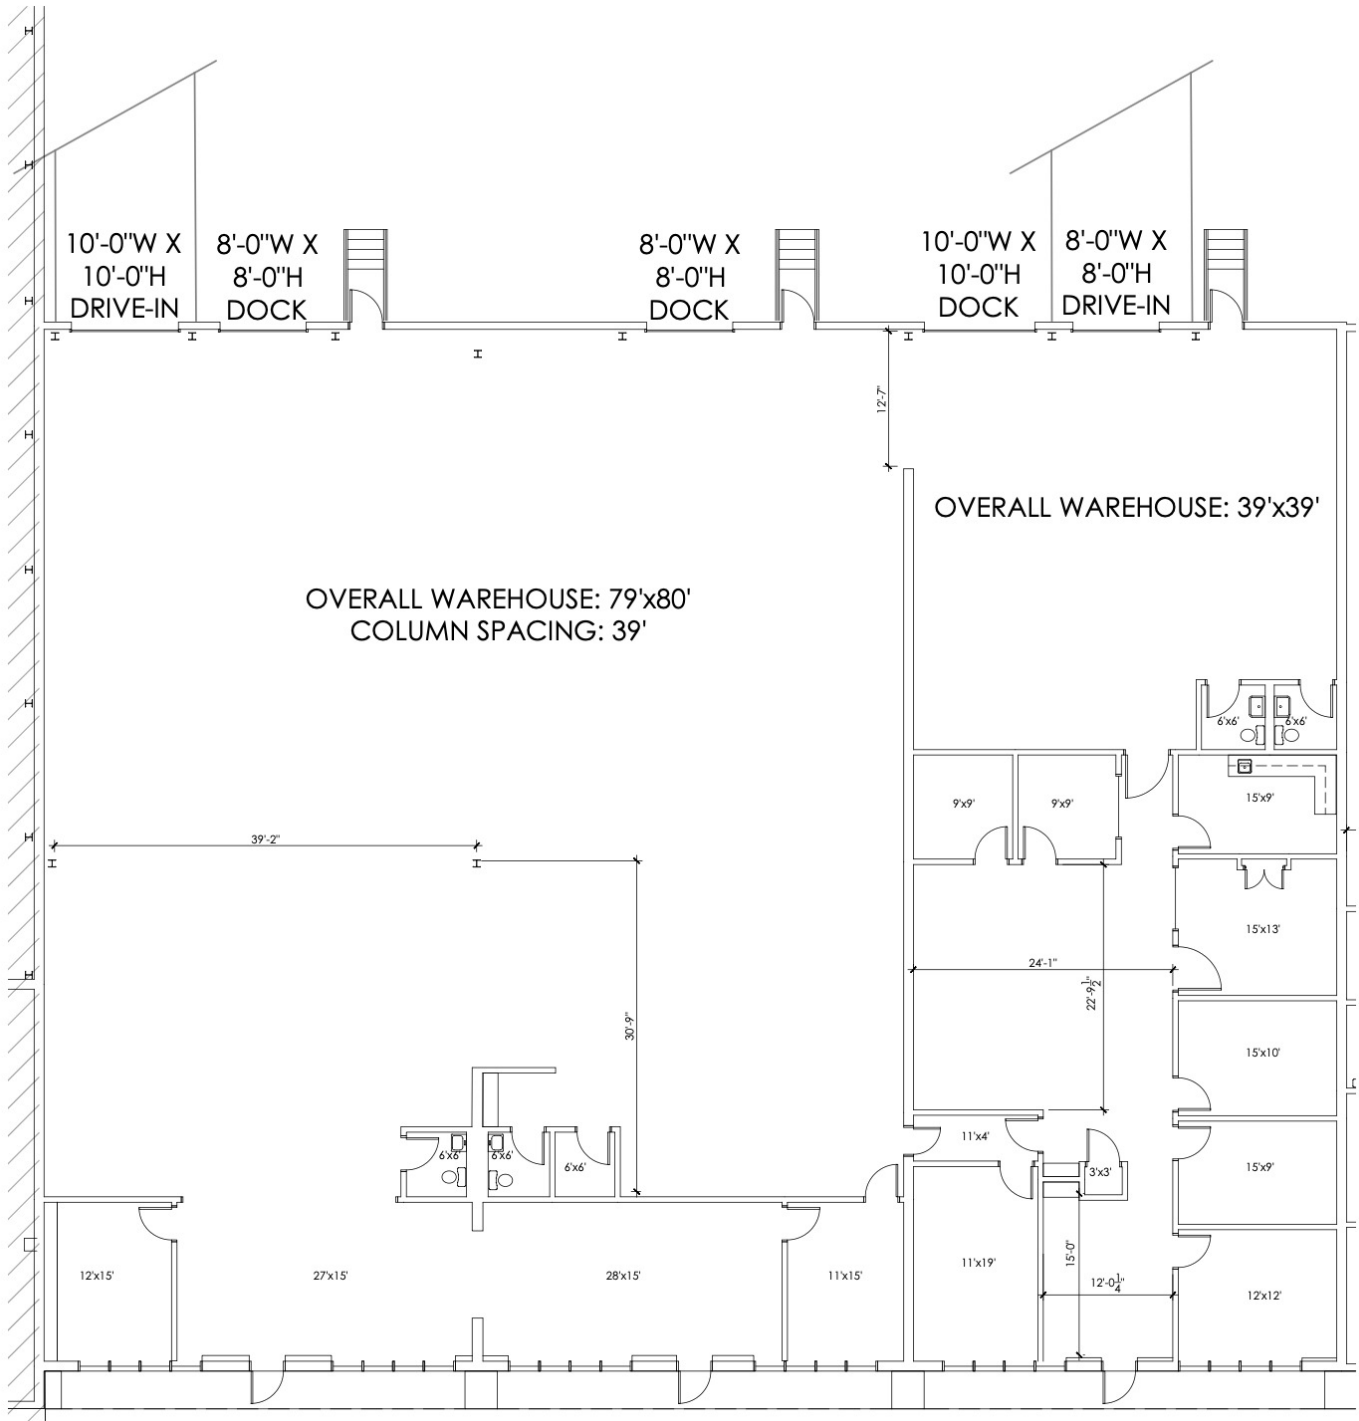 10'-0"W X
10'-0"H
DRIVE-IN
8'-0"W X
8'-0"H
DOCK
8'-0"W X
8'-0"H
DOCK
10'-0"W X
10'-0"H
DOCK
8'-0"W X
8'-0"H
DRIVE-IN
12'-7"
OVERALL WAREHOUSE: 39'x39'
OVERALL WAREHOUSE: 79'x80'
COLUMN SPACING: 39'
6'x6'
6'x6'
9'x9'
9'x9'
15'x9'
39'-2"
15'x13'
24'-1"
22'-9 1/2"
30'-9"
15'x10'
11'x4'
6'x6'
6'x6'
6'x6'
3'x3'
15'x9'
12'x15'
27'x15'
28'x15'
11'x15'
11'x19'
15'-0"
12'-0 1/4"
12'x12'